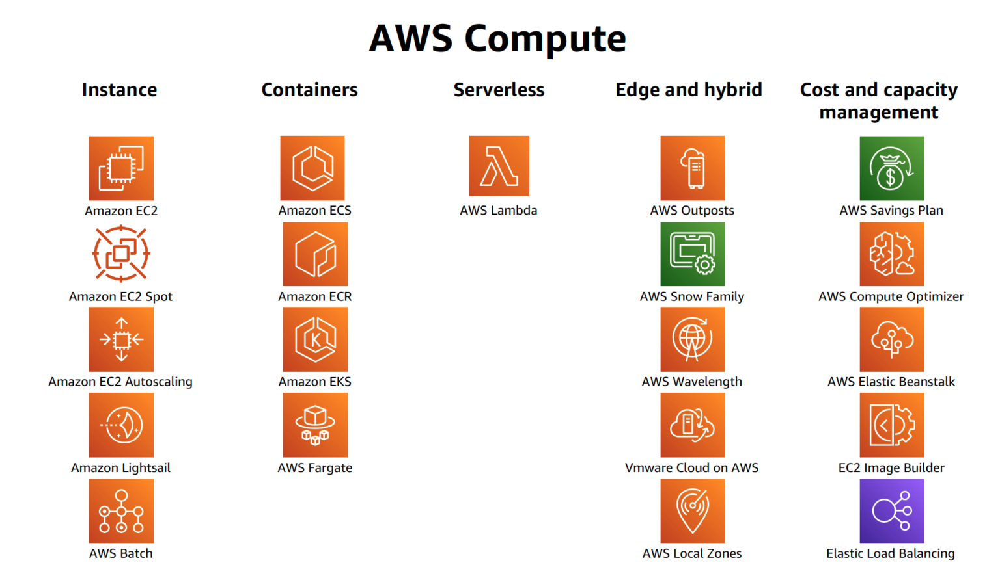 AWS Compute
Instance
Containers
Serverless
Edge and hybrid
Cost and capacity
management
Amazon EC2
Amazon ECS
AWS Lambda
AWS Outposts
AWS Savings Plan
Amazon EC2 Spot
Amazon ECR
AWS Snow Family
AWS Compute Optimizer
Amazon EC2 Autoscaling
K
Amazon EKS
AWS Wavelength
AWS Elastic Beanstalk
Amazon Lightsail
AWS Fargate
Vmware Cloud on AWS
EC2 Image Builder
AWS Batch
AWS Local Zones
Elastic Load Balancing